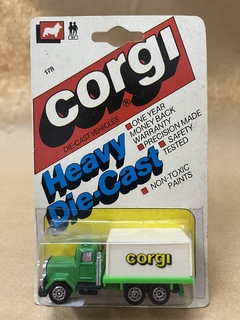 178
corgi®
DIE-CAST VEHICLES
■ ONE YEAR
MONEY BACK
WARRANTY
■ PRECISION MADE
■ SAFETY
TESTED
■ NON-TOXIC
PAINTS
Heavy
Die-Cast
corgi